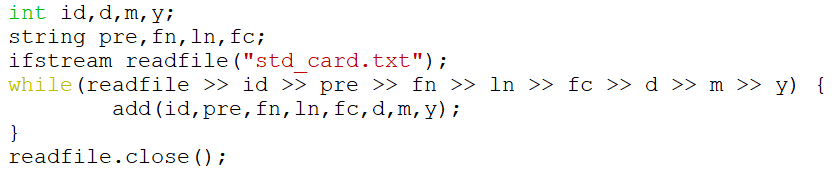 int id,d,m,y;
string pre,fn,ln,fc;
ifstream readfile("std_card.txt");
while(readfile >> id >> pre >> fn >> ln >> fc >> d >> m >> y) {
        add(id,pre,fn,ln,fc,d,m,y);
}
readfile.close();